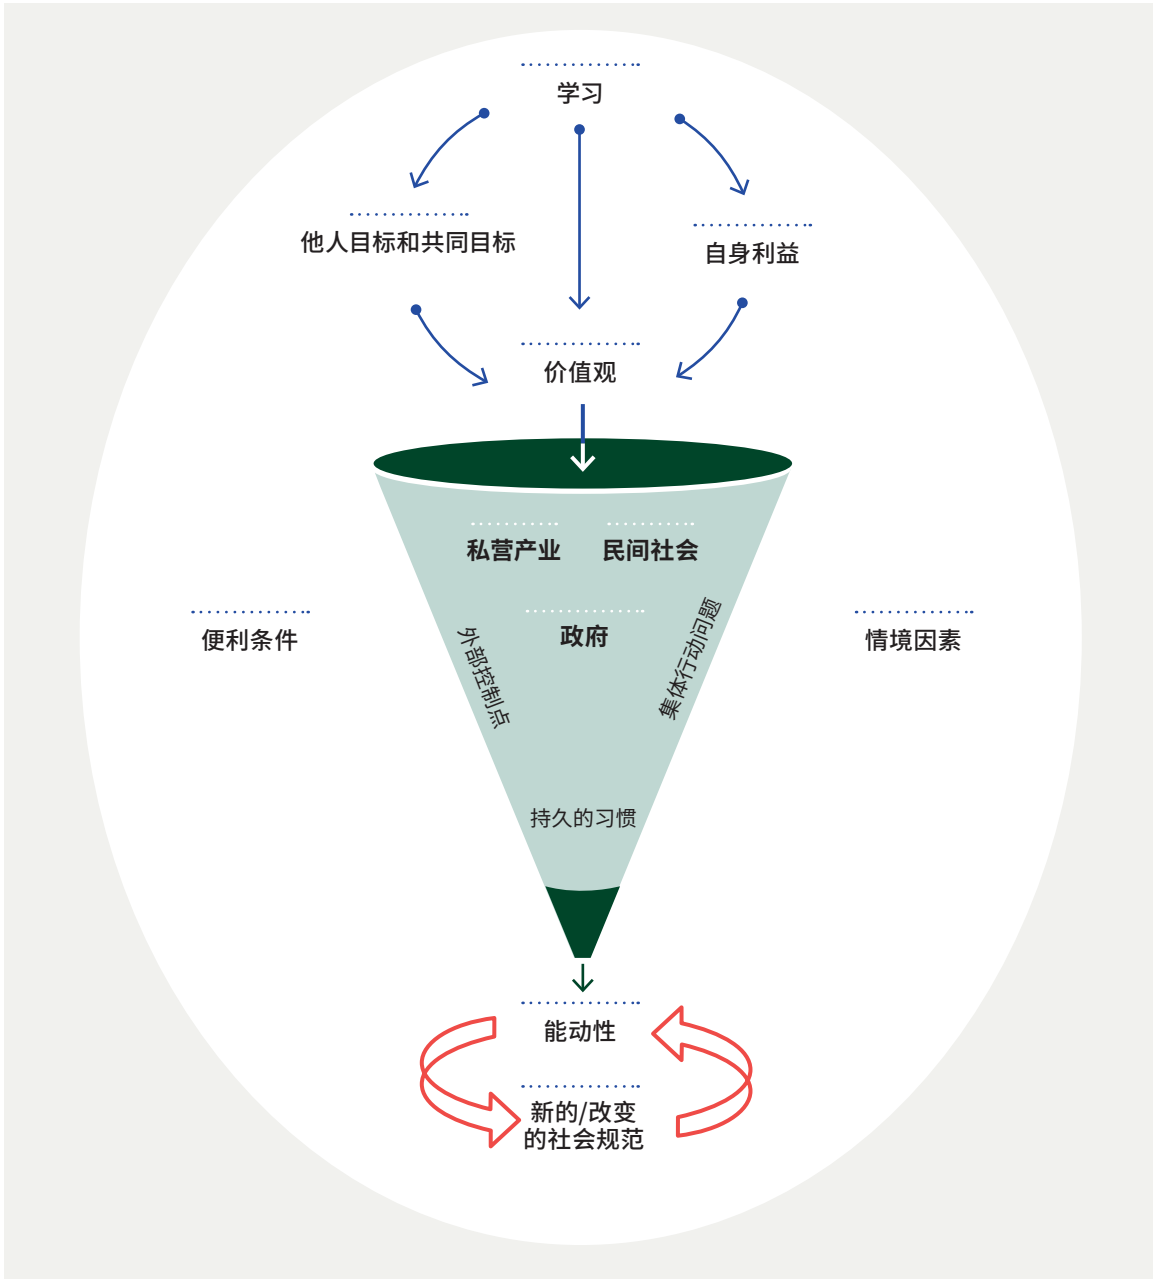 学习
他人目标和共同目标
自身利益
价值观
私营产业
民间社会
政府
便利条件
外部控制点
集体行动问题
情境因素
持久的习惯
能动性
新的/改变
的社会规范